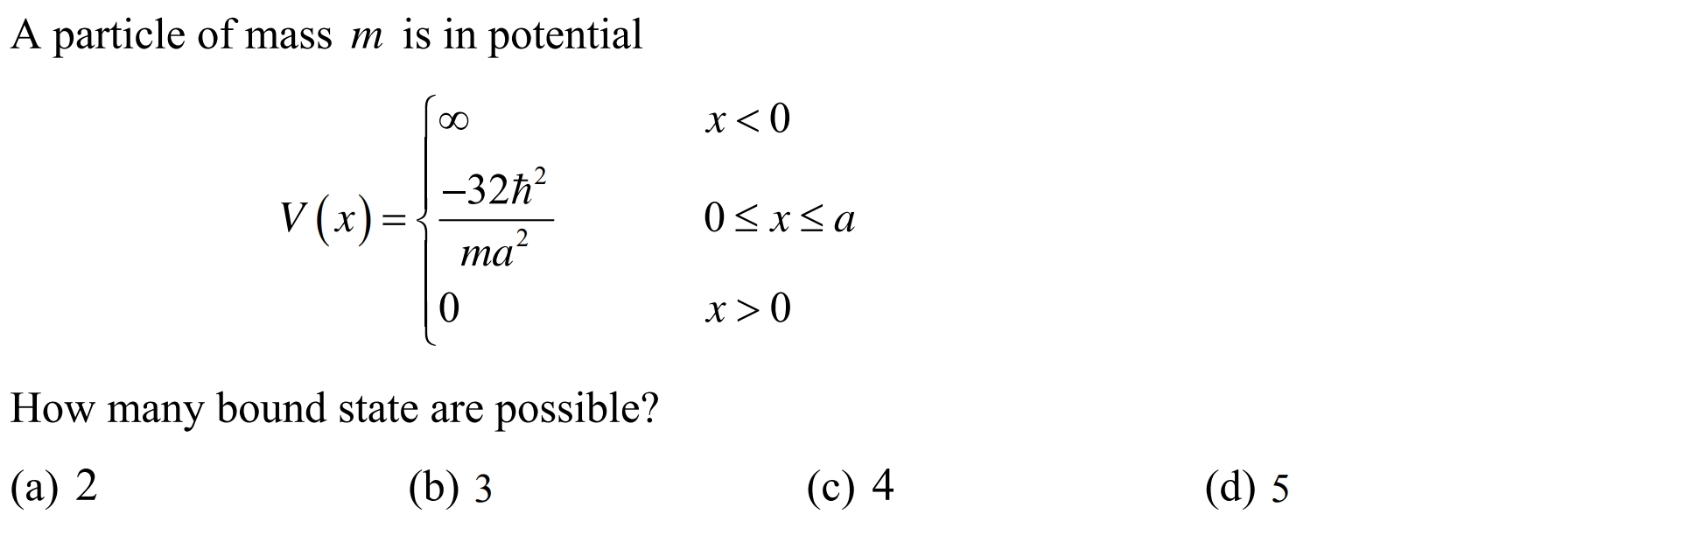 A particle of mass m is in potential
V(x) = { ∞ x < 0
−32ħ²/ma² 0 ≤ x ≤ a
0 x > 0
How many bound state are possible?
(a) 2 (b) 3 (c) 4 (d) 5